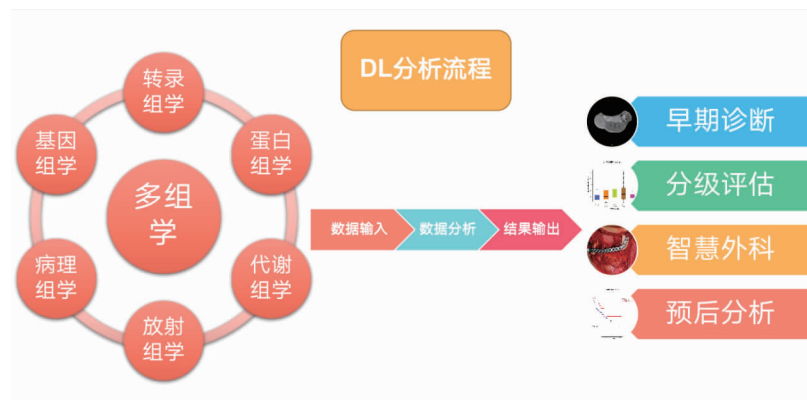 DL分析流程
转录
组学
基因
组学
蛋白
组学
多组
学
病理
组学
代谢
组学
放射
组学
数据输入
数据分析
结果输出
早期诊断
分级评估
智慧外科
预后分析